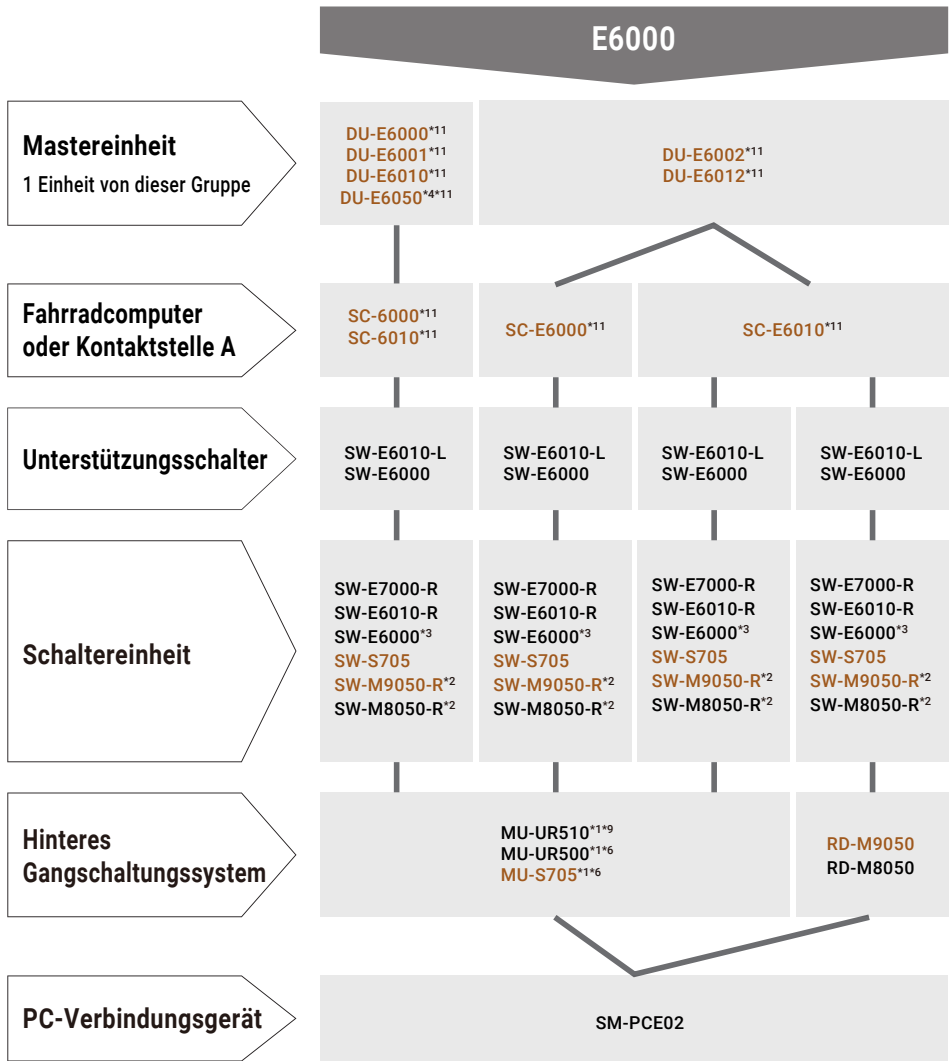 E6000
Mastereinheit
1 Einheit von dieser Gruppe
DU-E6000*11
DU-E6001*11
DU-E6010*11
DU-E6050*4*11
DU-E6002*11
DU-E6012*11
Fahrradcomputer
oder Kontaktstelle A
SC-6000*11
SC-6010*11
SC-E6000*11
SC-E6010*11
Unterstützungsschalter
SW-E6010-L
SW-E6000
SW-E6010-L
SW-E6000
SW-E6010-L
SW-E6000
SW-E6010-L
SW-E6000
Schaltereinheit
SW-E7000-R
SW-E6010-R
SW-E6000*3
SW-S705
SW-M9050-R*2
SW-M8050-R*2
SW-E7000-R
SW-E6010-R
SW-E6000*3
SW-S705
SW-M9050-R*2
SW-M8050-R*2
SW-E7000-R
SW-E6010-R
SW-E6000*3
SW-S705
SW-M9050-R*2
SW-M8050-R*2
SW-E7000-R
SW-E6010-R
SW-E6000*3
SW-S705
SW-M9050-R*2
SW-M8050-R*2
Hinteres
Gangschaltungssystem
MU-UR510*1*9
MU-UR500*1*6
MU-S705*1*6
RD-M9050
RD-M8050
PC-Verbindungsgerät
SM-PCE02